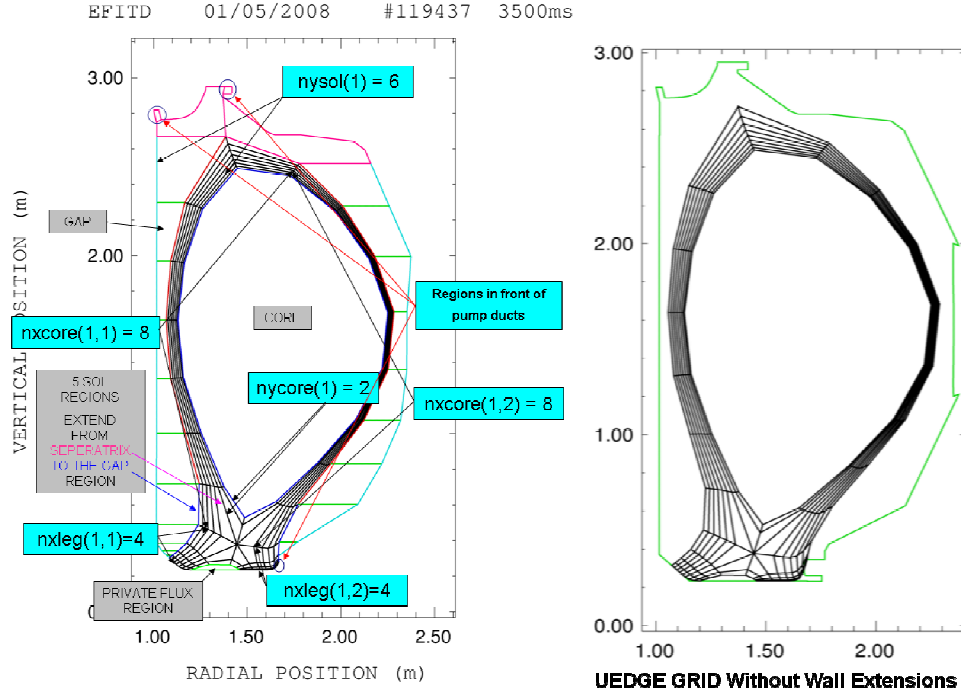 EFITD 01/05/2008 #119437 3500ms
3.00
2.00
1.00 1.50 2.00 2.50
RADIAL POSITION (m)
VERTICAL POSITION (m)
nysol(1) = 6
GAP
Regions in front of
pump ducts
CORE
nxcore(1,1) = 8
nycore(1) = 2
nxcore(1,2) = 8
5 SOL
REGIONS
EXTEND
FROM
SEPERATRIX
TO THE GAP
REGION
nxleg(1,1)=4
PRIVATE FLUX
REGION
nxleg(1,2)=4
3.00
2.00
1.00
0.00
1.00 1.50 2.00
UEDGE GRID Without Wall Extensions